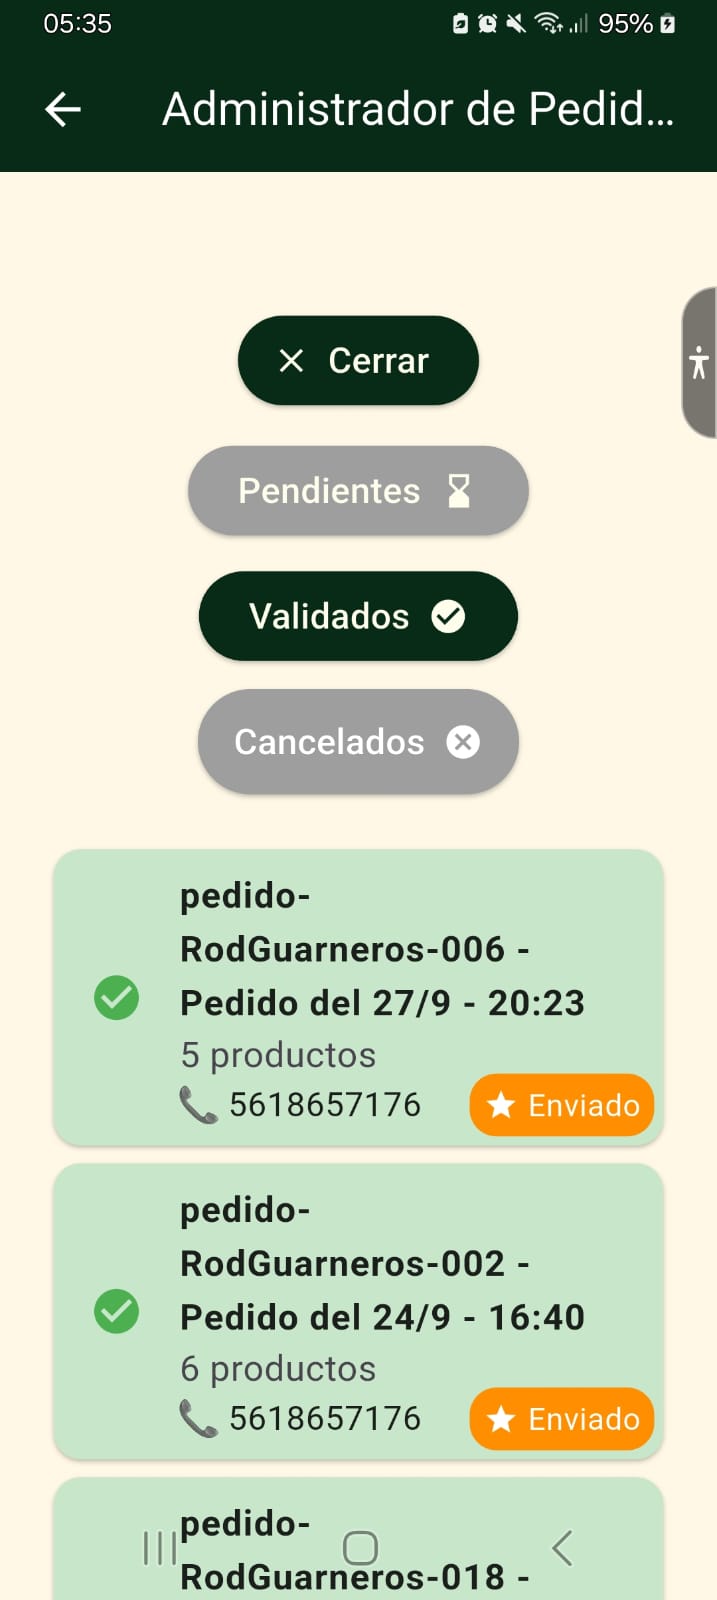 05:35
95%
Administrador de Pedid...
Cerrar
Pendientes
Validados
Cancelados
pedido-
RodGuarneros-006 -
Pedido del 27/9 - 20:23
5 productos
5618657176
Enviado
pedido-
RodGuarneros-002 -
Pedido del 24/9 - 16:40
6 productos
5618657176
Enviado
pedido-
RodGuarneros-018 -